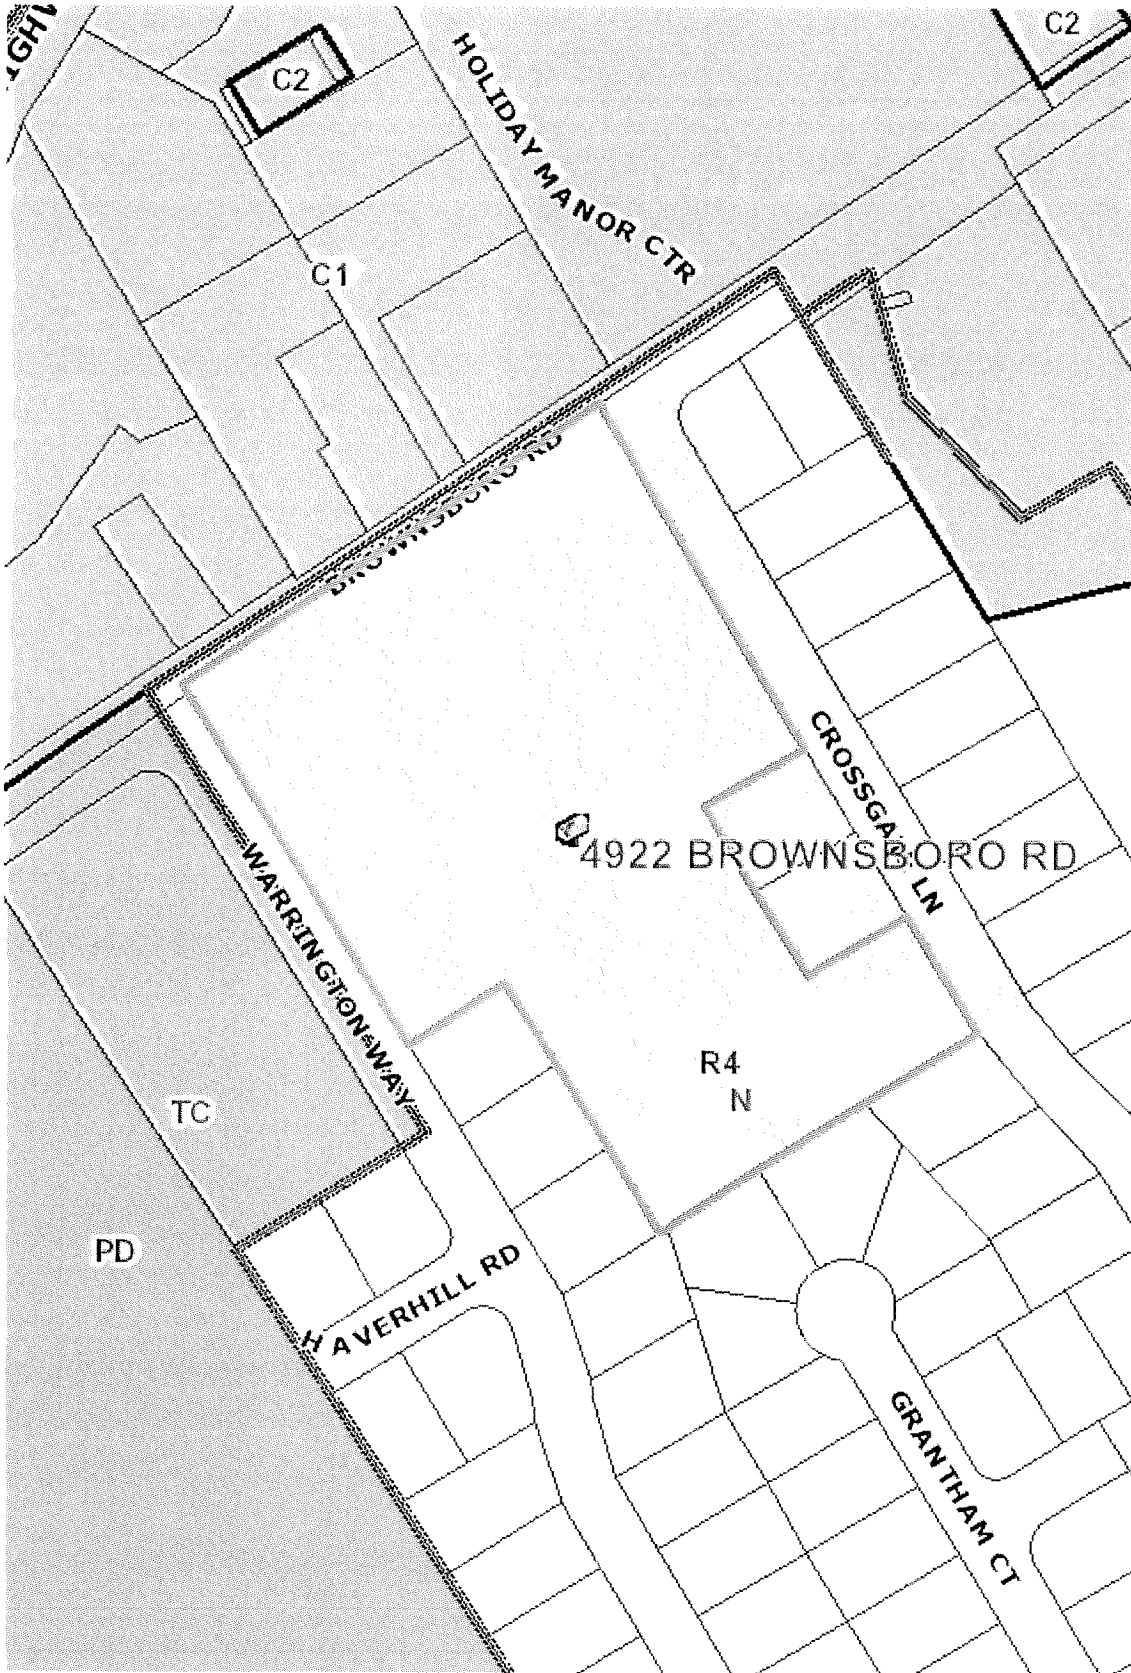 IGHW
C2
C2
HOLIDAY MANOR CTR
C1
BROWNSBORO RD
CROSSGATE LN
4922 BROWNSBORO RD
WARRINGTON WAY
R4
N
TC
PD
HAVERHILL RD
GRANTHAM CT